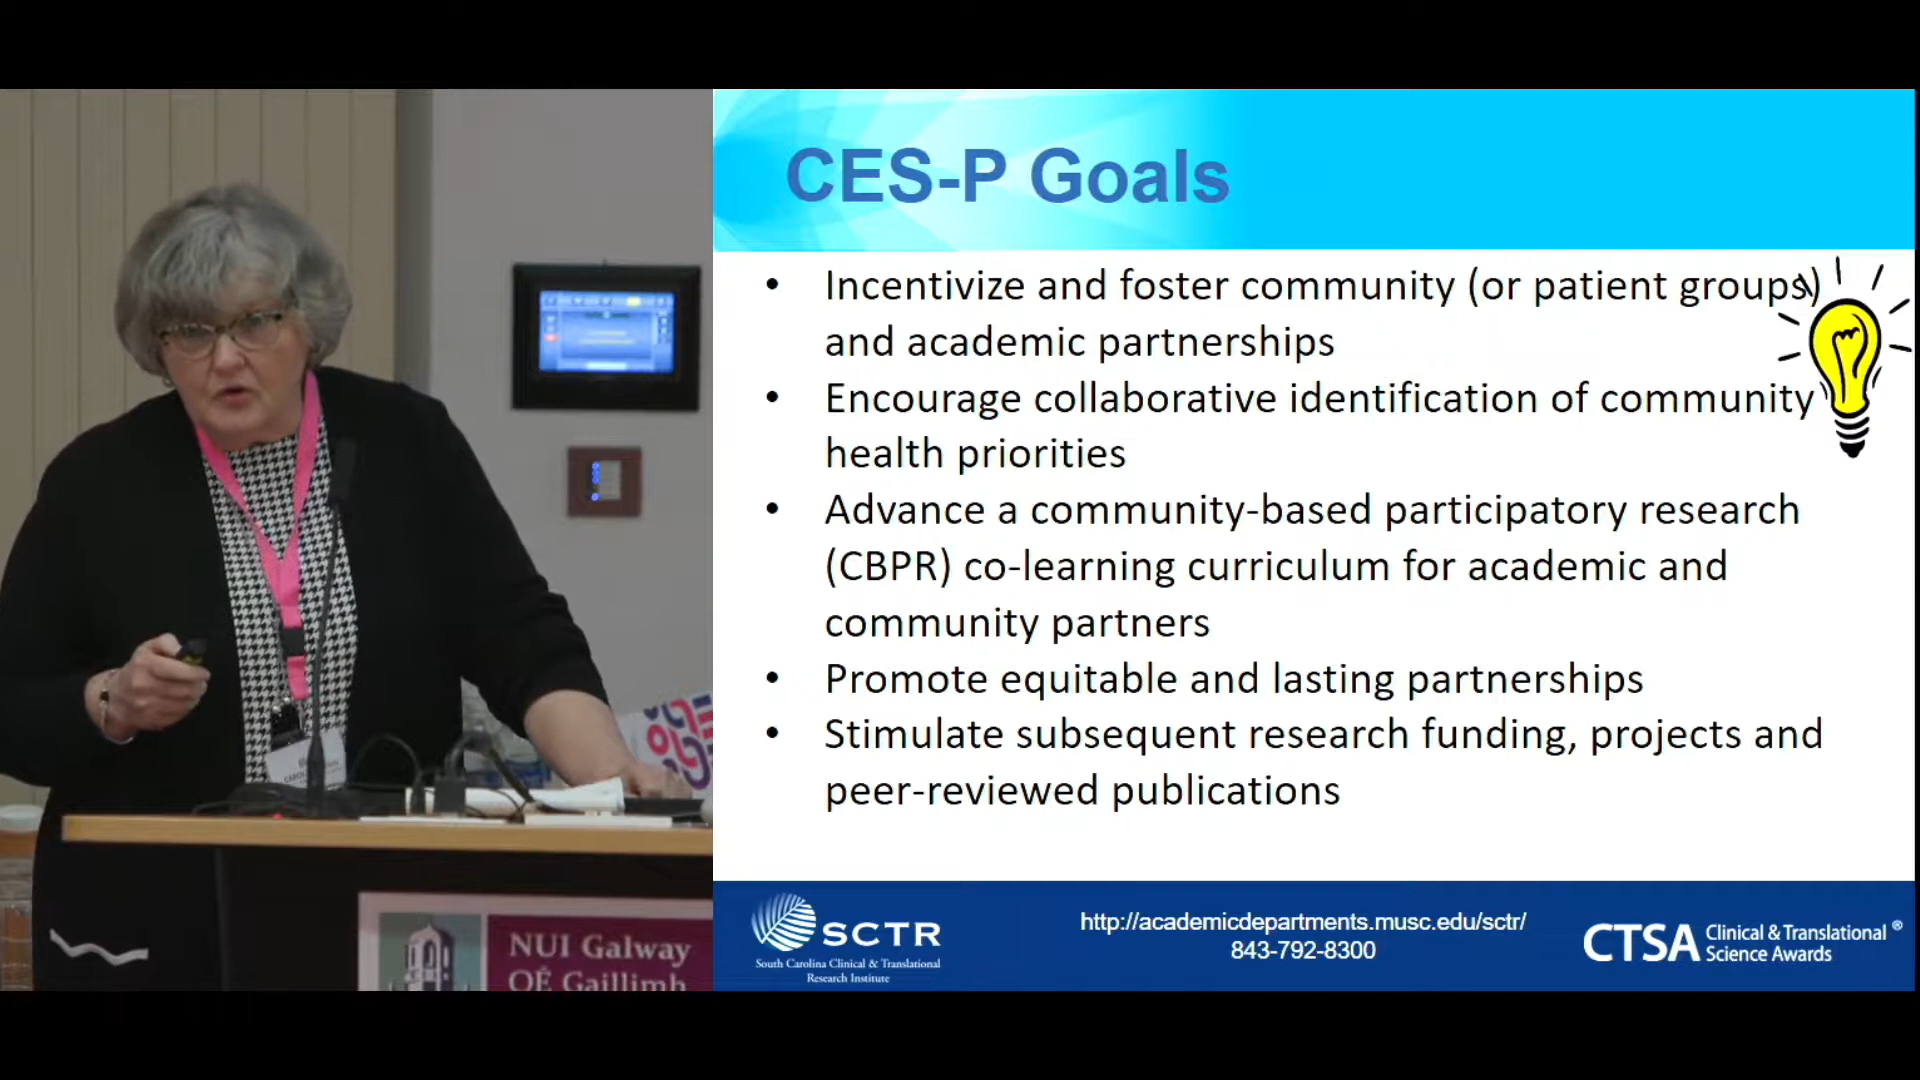 CES-P Goals
• Incentivize and foster community (or patient groups)
and academic partnerships
• Encourage collaborative identification of community
health priorities
• Advance a community-based participatory research
(CBPR) co-learning curriculum for academic and
community partners
• Promote equitable and lasting partnerships
• Stimulate subsequent research funding, projects and
peer-reviewed publications
SCTR
South Carolina Clinical & Translational
Research Institute
http://academicdepartments.musc.edu/sctr/
843-792-8300
CTSA Clinical & Translational ®
Science Awards
NUI Galway
OÉ Gaillimh